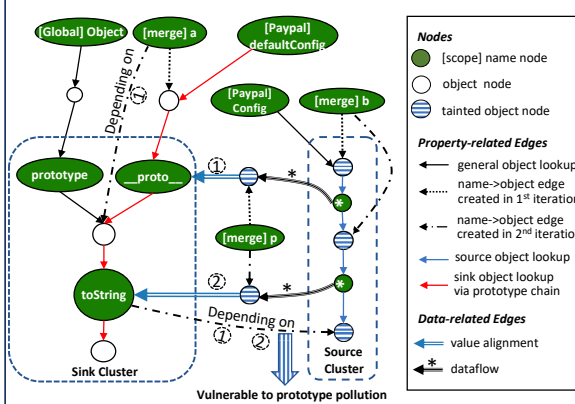 [Global] Object
[merge] a
[Paypal]
defaultConfig
Depending on
1
[Paypal]
Config
[merge] b
prototype
__proto__
1
*
*
[merge] p
toString
2
*
*
Depending on
1
2
Sink Cluster
Source
Cluster
Vulnerable to prototype pollution
Nodes
[scope] name node
object node
tainted object node
Property-related Edges
general object lookup
name->object edge
created in 1st iteration
name->object edge
created in 2nd iteration
source object lookup
sink object lookup
via prototype chain
Data-related Edges
value alignment
*
dataflow